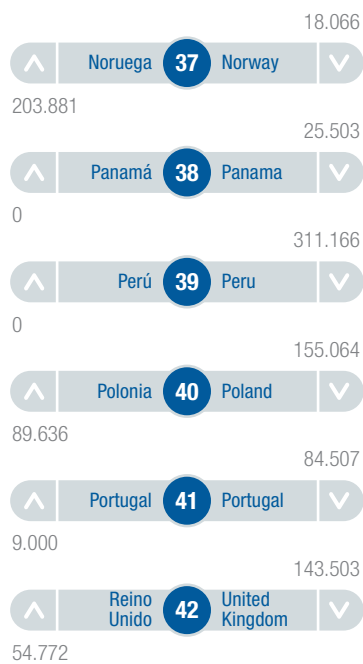 18.066
Noruega 37 Norway
203.881
25.503
Panamá 38 Panama
0
311.166
Perú 39 Peru
0
155.064
Polonia 40 Poland
89.636
84.507
Portugal 41 Portugal
9.000
143.503
Reino Unido 42 United Kingdom
54.772